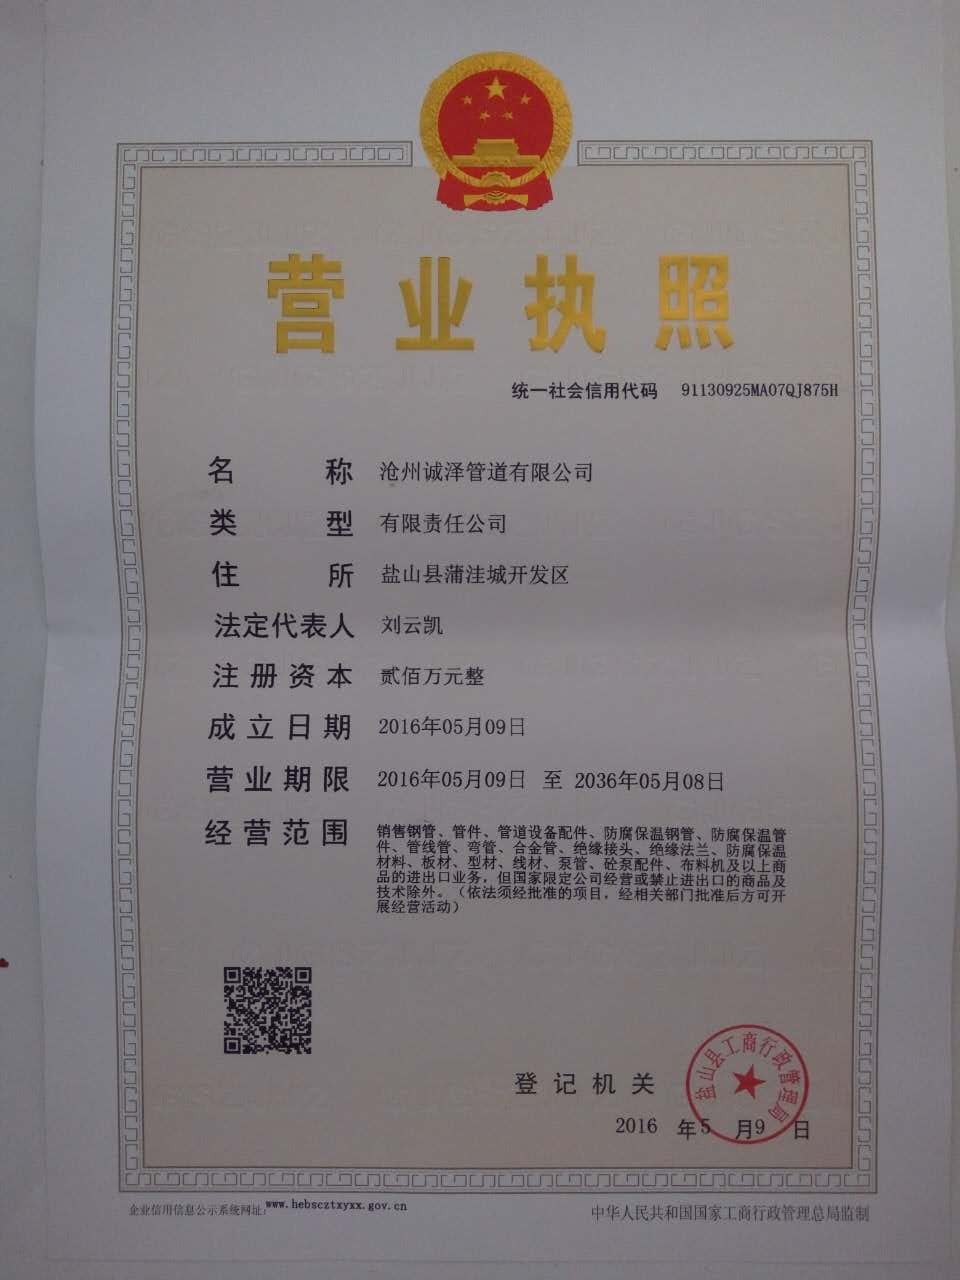 营业执照
统一社会信用代码 91130925MA07QJ875H
名称 沧州诚泽管道有限公司
类型 有限责任公司
住所 盐山县蒲洼城开发区
法定代表人 刘云凯
注册资本 贰佰万元整
成立日期 2016年05月09日
营业期限 2016年05月09日 至 2036年05月08日
经营范围 销售钢管、管件、管道设备配件、防腐保温钢管、防腐保温管
件、管线管、弯管、合金管、绝缘接头、绝缘法兰、防腐保温
材料、板材、型材、线材、泵管、砼泵配件、布料机及以上商
品的进出口业务，但国家限定公司经营或禁止进出口的商品及
技术除外。（依法须经批准的项目，经相关部门批准后方可开
展经营活动）
盐山县工商行政管理局
登记机关
2016 年5 月9 日
企业信用信息公示系统网址:www.hebscztxyxx.gov.cn
中华人民共和国国家工商行政管理总局监制